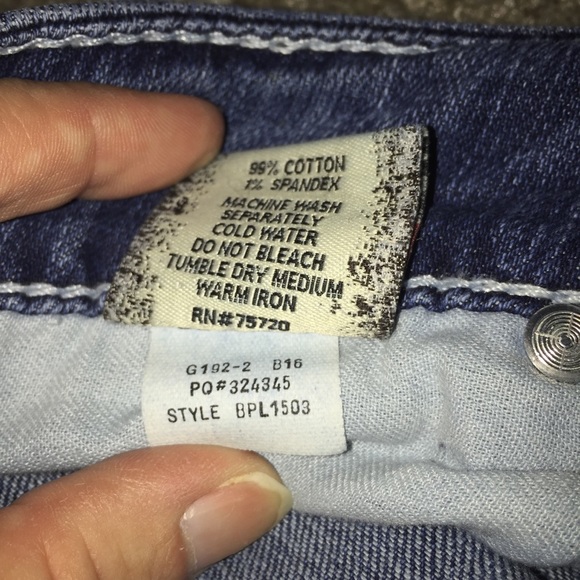 99% COTTON
1% SPANDEX
MACHINE WASH
SEPARATELY
COLD WATER
DO NOT BLEACH
TUMBLE DRY MEDIUM
WARM IRON
RN#75720
G192-2 B16
PO#324345
STYLE BPL1503